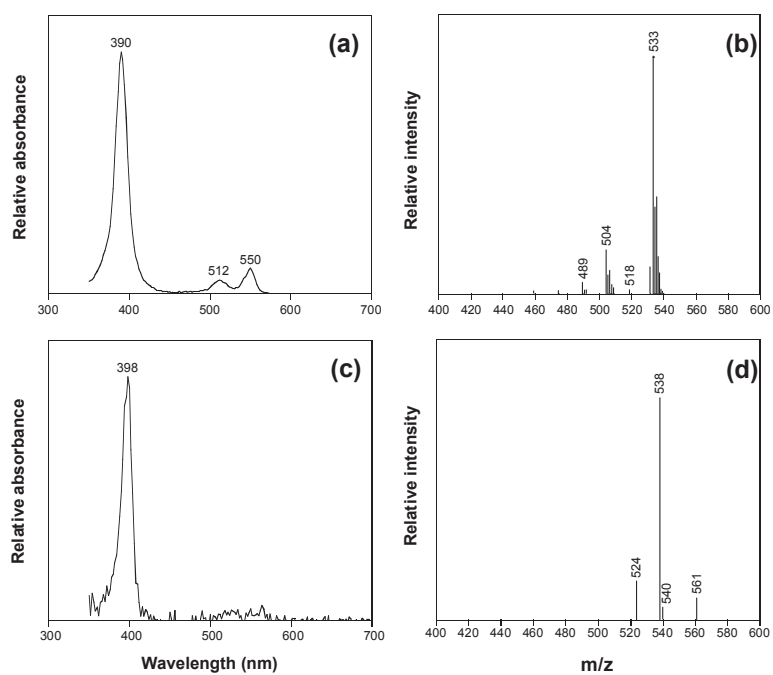 (a)
390
512
550
Relative absorbance
300 400 500 600 700
(b)
533
504
489
518
Relative intensity
400 420 440 460 480 500 520 540 560 580 600
(c)
398
Relative absorbance
300 400 500 600 700
Wavelength (nm)
(d)
538
524
540
561
Relative intensity
400 420 440 460 480 500 520 540 560 580 600
m/z